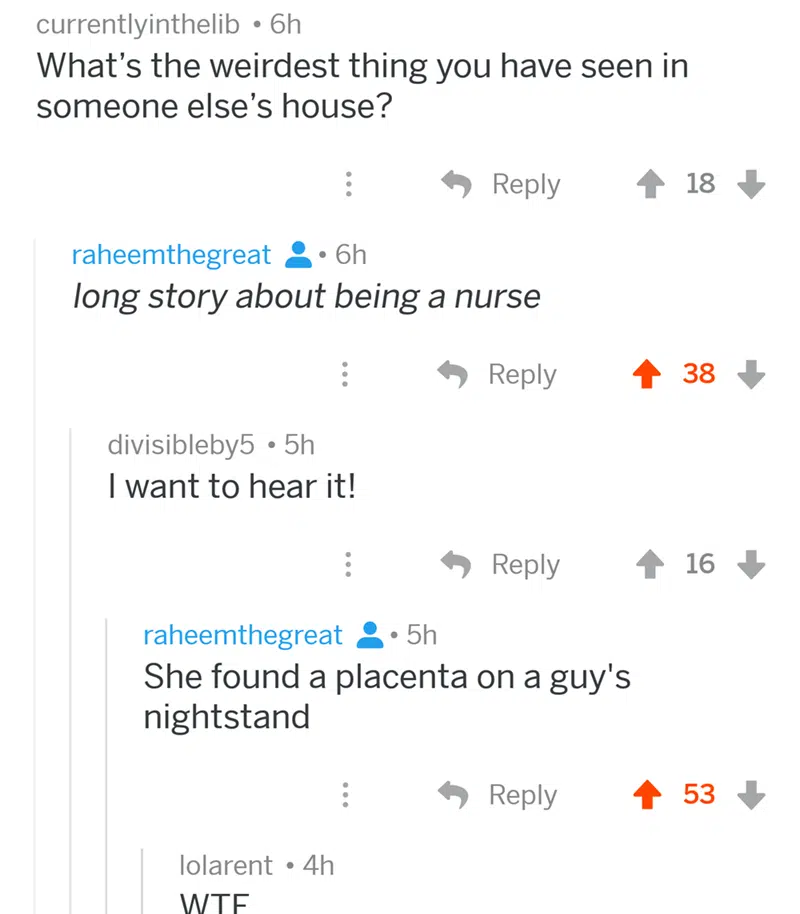 currentlyinthelib • 6h
What’s the weirdest thing you have seen in
someone else’s house?
Reply 18
raheemthegreat • 6h
long story about being a nurse
Reply 38
divisibleby5 • 5h
I want to hear it!
Reply 16
raheemthegreat • 5h
She found a placenta on a guy's
nightstand
Reply 53
lolarent • 4h
WTF